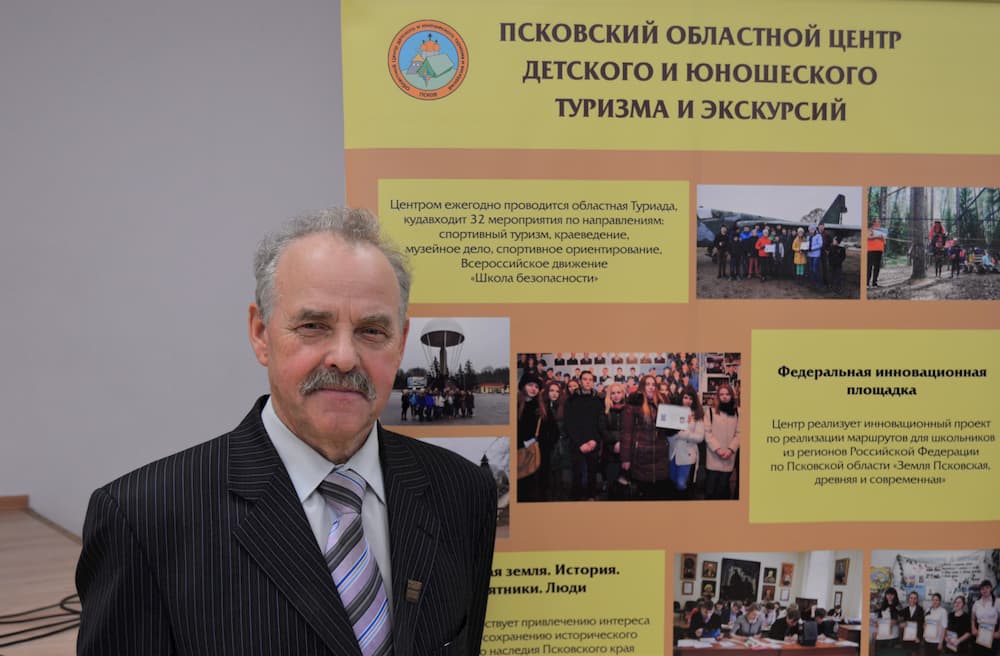 ПСКОВСКИЙ ОБЛАСТНОЙ ЦЕНТР
ДЕТСКОГО И ЮНОШЕСКОГО
ТУРИЗМА И ЭКСКУРСИЙ
ПСКОВ
Центром ежегодно проводится областная Туриада,
кудавходит 32 мероприятия по направлениям:
спортивный туризм, краеведение,
музейное дело, спортивное ориентирование,
Всероссийское движение
«Школа безопасности»
Федеральная инновационная
площадка
Центр реализует инновационный проект
по реализации маршрутов для школьников
из регионов Российской Федерации
по Псковской области «Земля Псковская,
древняя и современная»
земля. История.
Люди
привлечению интереса
сохранению исторического
наследия Псковского края